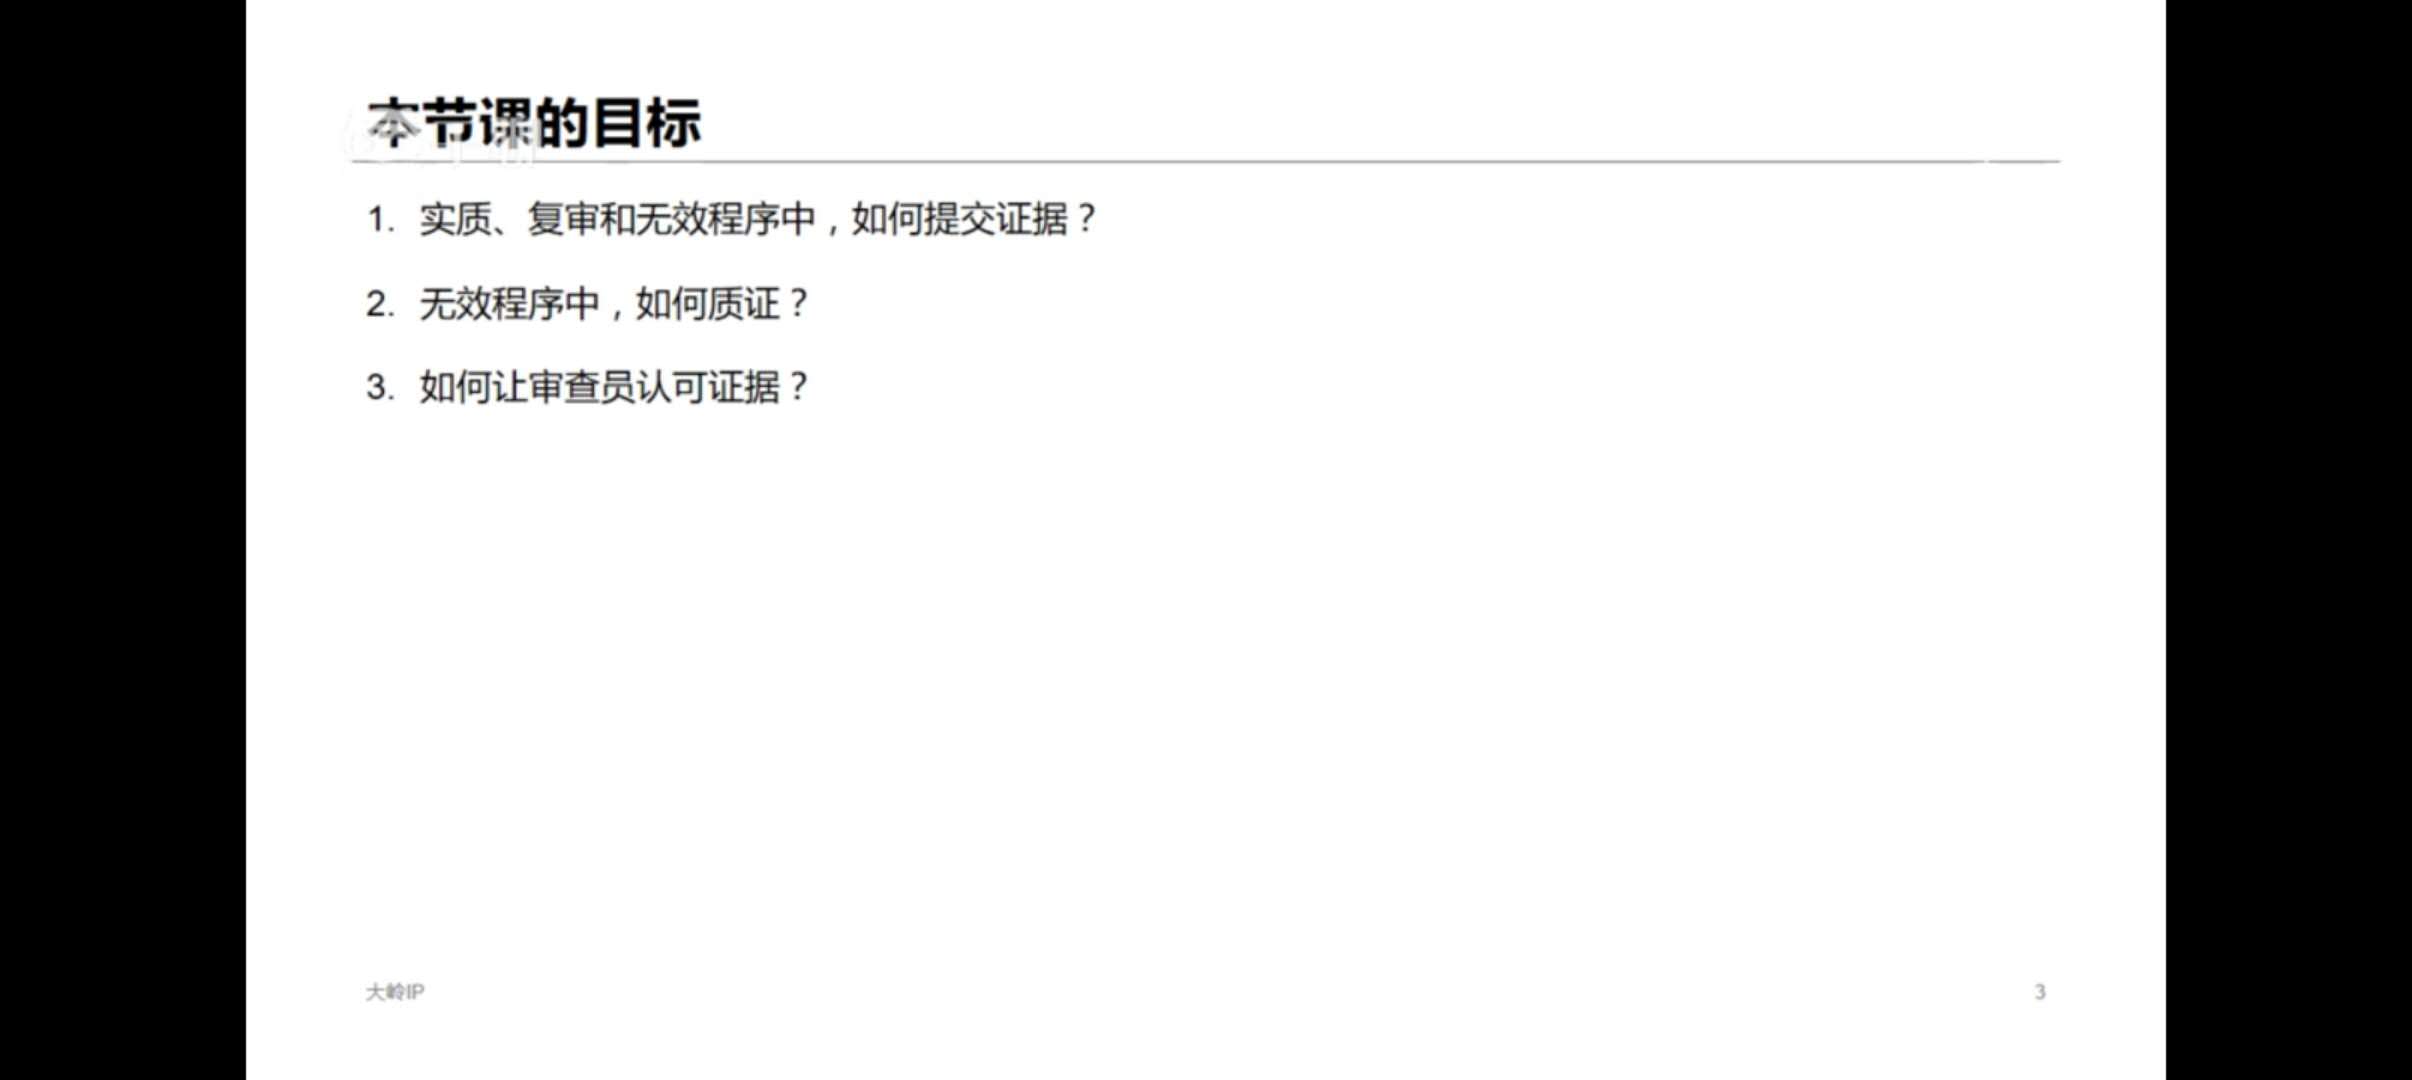 本节课的目标
1. 实质、复审和无效程序中，如何提交证据？
2. 无效程序中，如何质证？
3. 如何让审查员认可证据？
大岭IP
3